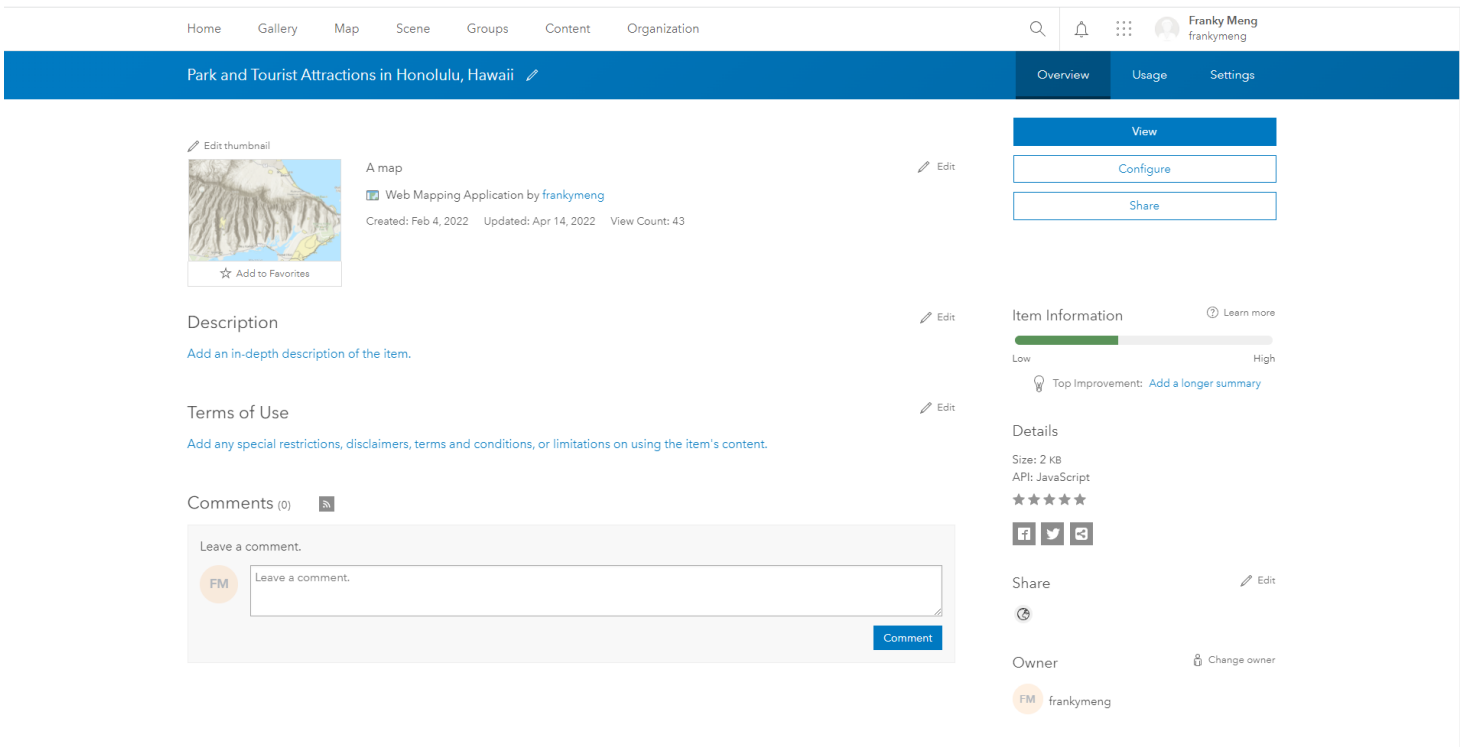 Home Gallery Map Scene Groups Content Organization
Franky Meng
frankymeng
Park and Tourist Attractions in Honolulu, Hawaii
Overview Usage Settings
Edit thumbnail
Add to Favorites
A map
Edit
Web Mapping Application by frankymeng
Created: Feb 4, 2022 Updated: Apr 14, 2022 View Count: 43
View
Configure
Share
Description
Edit
Add an in-depth description of the item.
Terms of Use
Edit
Add any special restrictions, disclaimers, terms and conditions, or limitations on using the item's content.
Comments (0)
Leave a comment.
FM
Leave a comment.
Comment
Item Information
Learn more
Low High
Top Improvement: Add a longer summary
Details
Size: 2 KB
API: JavaScript
Share
Edit
Owner
Change owner
FM frankymeng